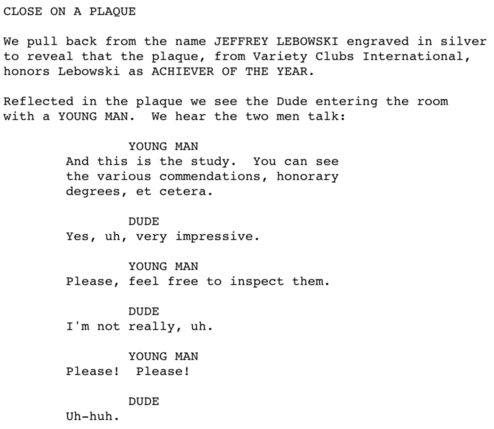 CLOSE ON A PLAQUE
We pull back from the name JEFFREY LEBOWSKI engraved in silver
to reveal that the plaque, from Variety Clubs International,
honors Lebowski as ACHIEVER OF THE YEAR.
Reflected in the plaque we see the Dude entering the room
with a YOUNG MAN.  We hear the two men talk:
YOUNG MAN
And this is the study.  You can see
the various commendations, honorary
degrees, et cetera.
DUDE
Yes, uh, very impressive.
YOUNG MAN
Please, feel free to inspect them.
DUDE
I'm not really, uh.
YOUNG MAN
Please!  Please!
DUDE
Uh-huh.